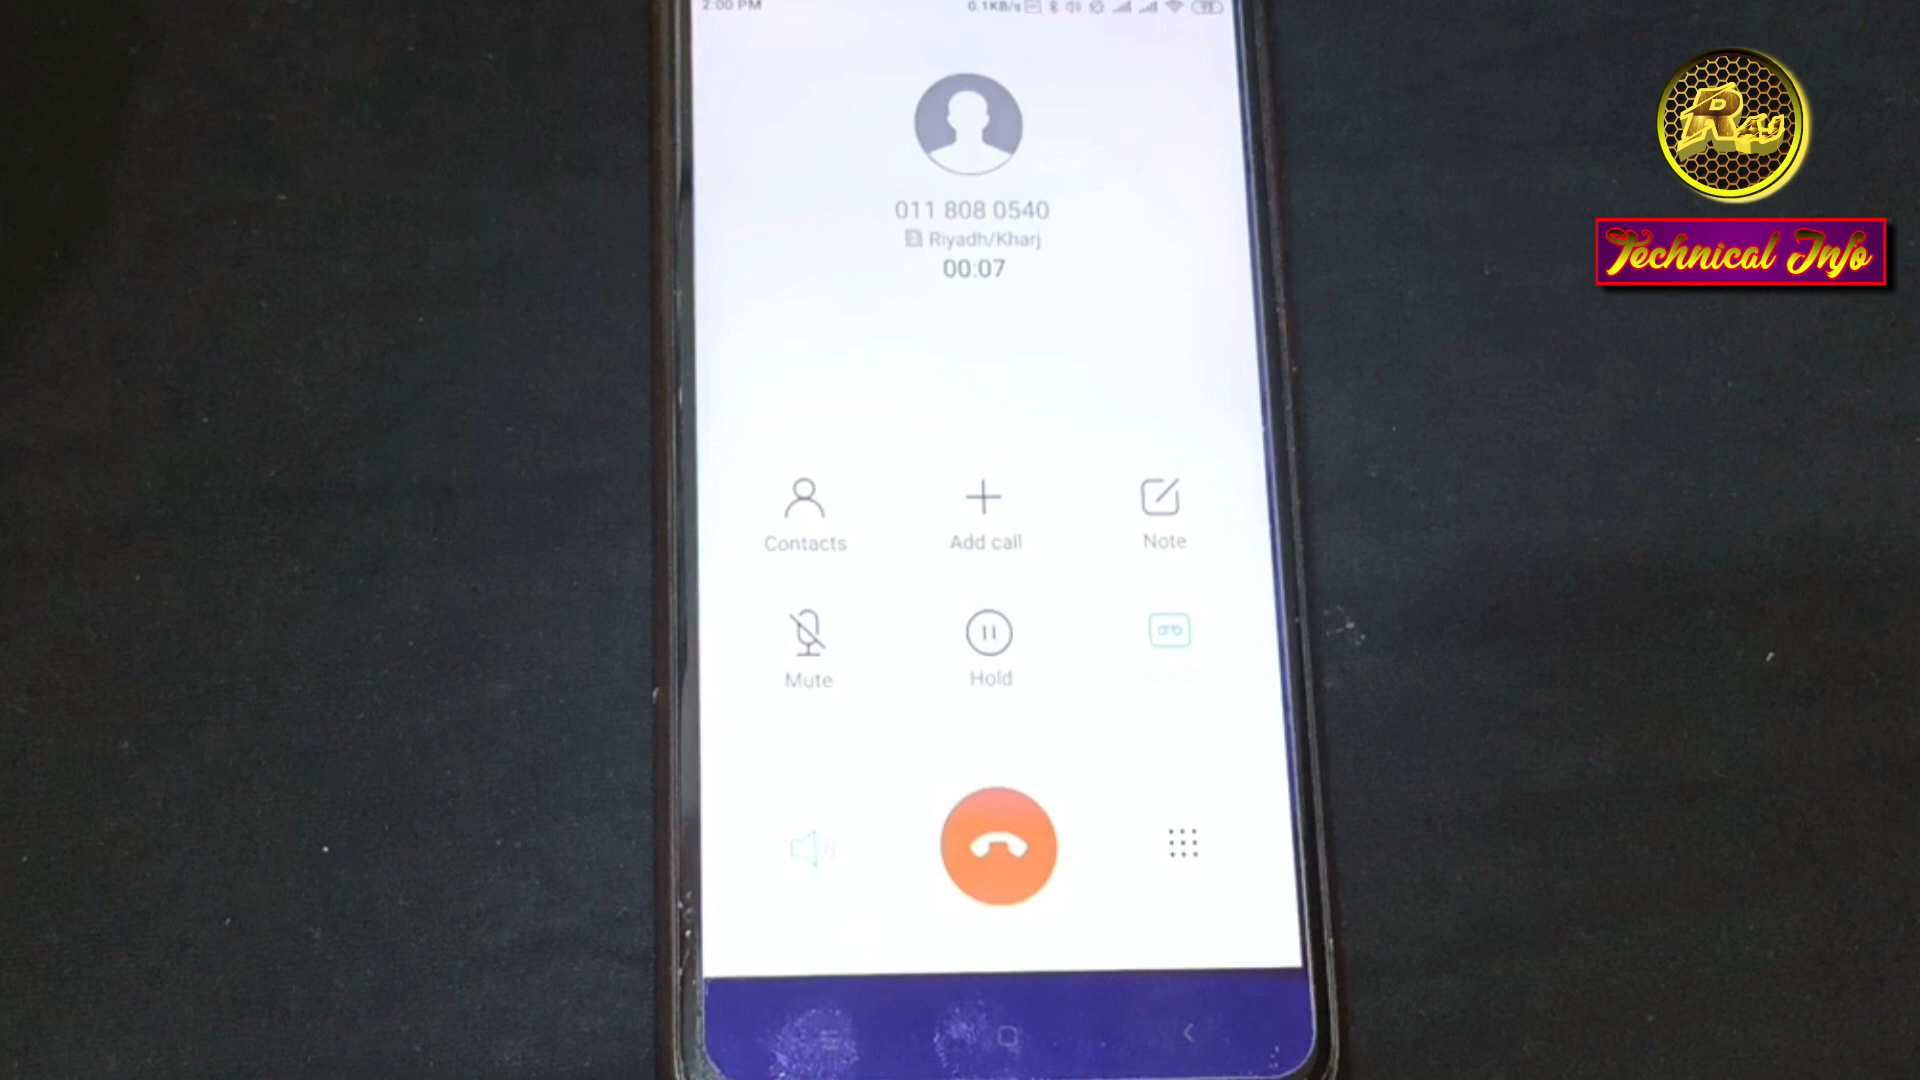 2:00 PM 0.1KB/s
011 808 0540
2 Riyadh/Kharj
00:07
Contacts Add call Note
Mute Hold
Ray
Technical Info